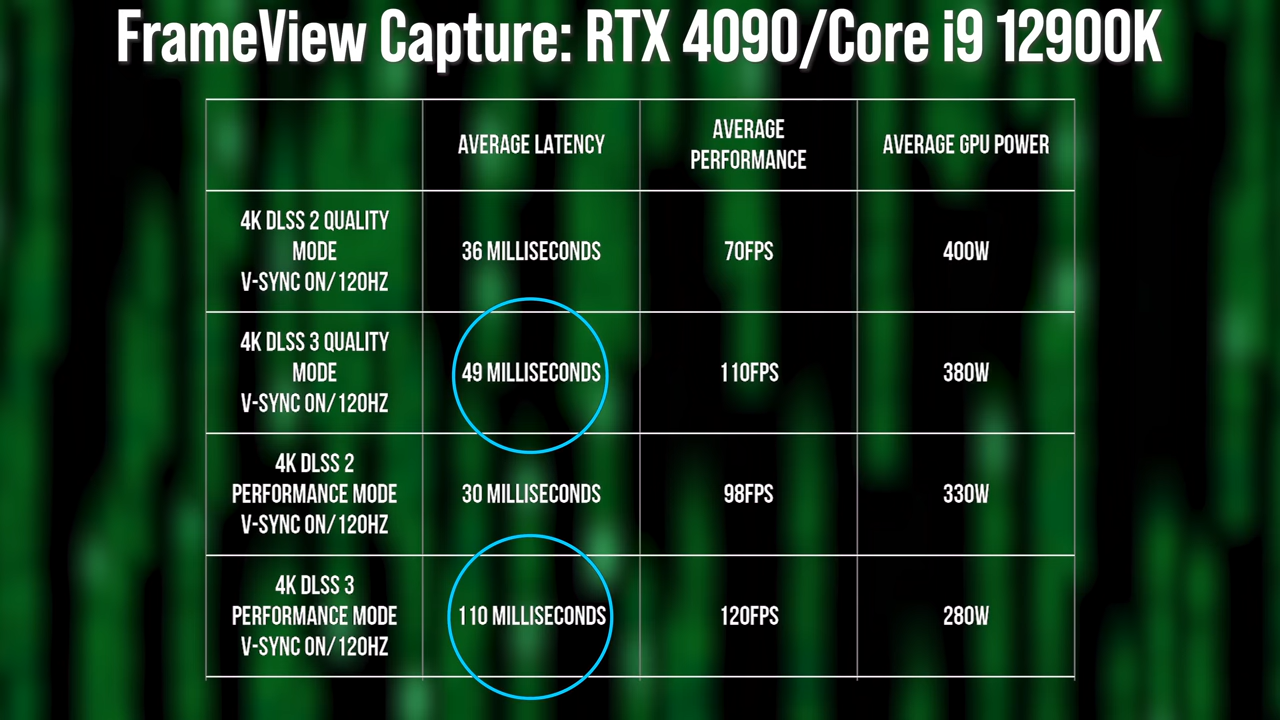 FrameView Capture: RTX 4090/Core i9 12900K
AVERAGE LATENCY
AVERAGE
PERFORMANCE
AVERAGE GPU POWER
4K DLSS 2 QUALITY
MODE
V-SYNC ON/120HZ
36 MILLISECONDS
70FPS
400W
4K DLSS 3 QUALITY
MODE
V-SYNC ON/120HZ
49 MILLISECONDS
110FPS
380W
4K DLSS 2
PERFORMANCE MODE
V-SYNC ON/120HZ
30 MILLISECONDS
98FPS
330W
4K DLSS 3
PERFORMANCE MODE
V-SYNC ON/120HZ
110 MILLISECONDS
120FPS
280W